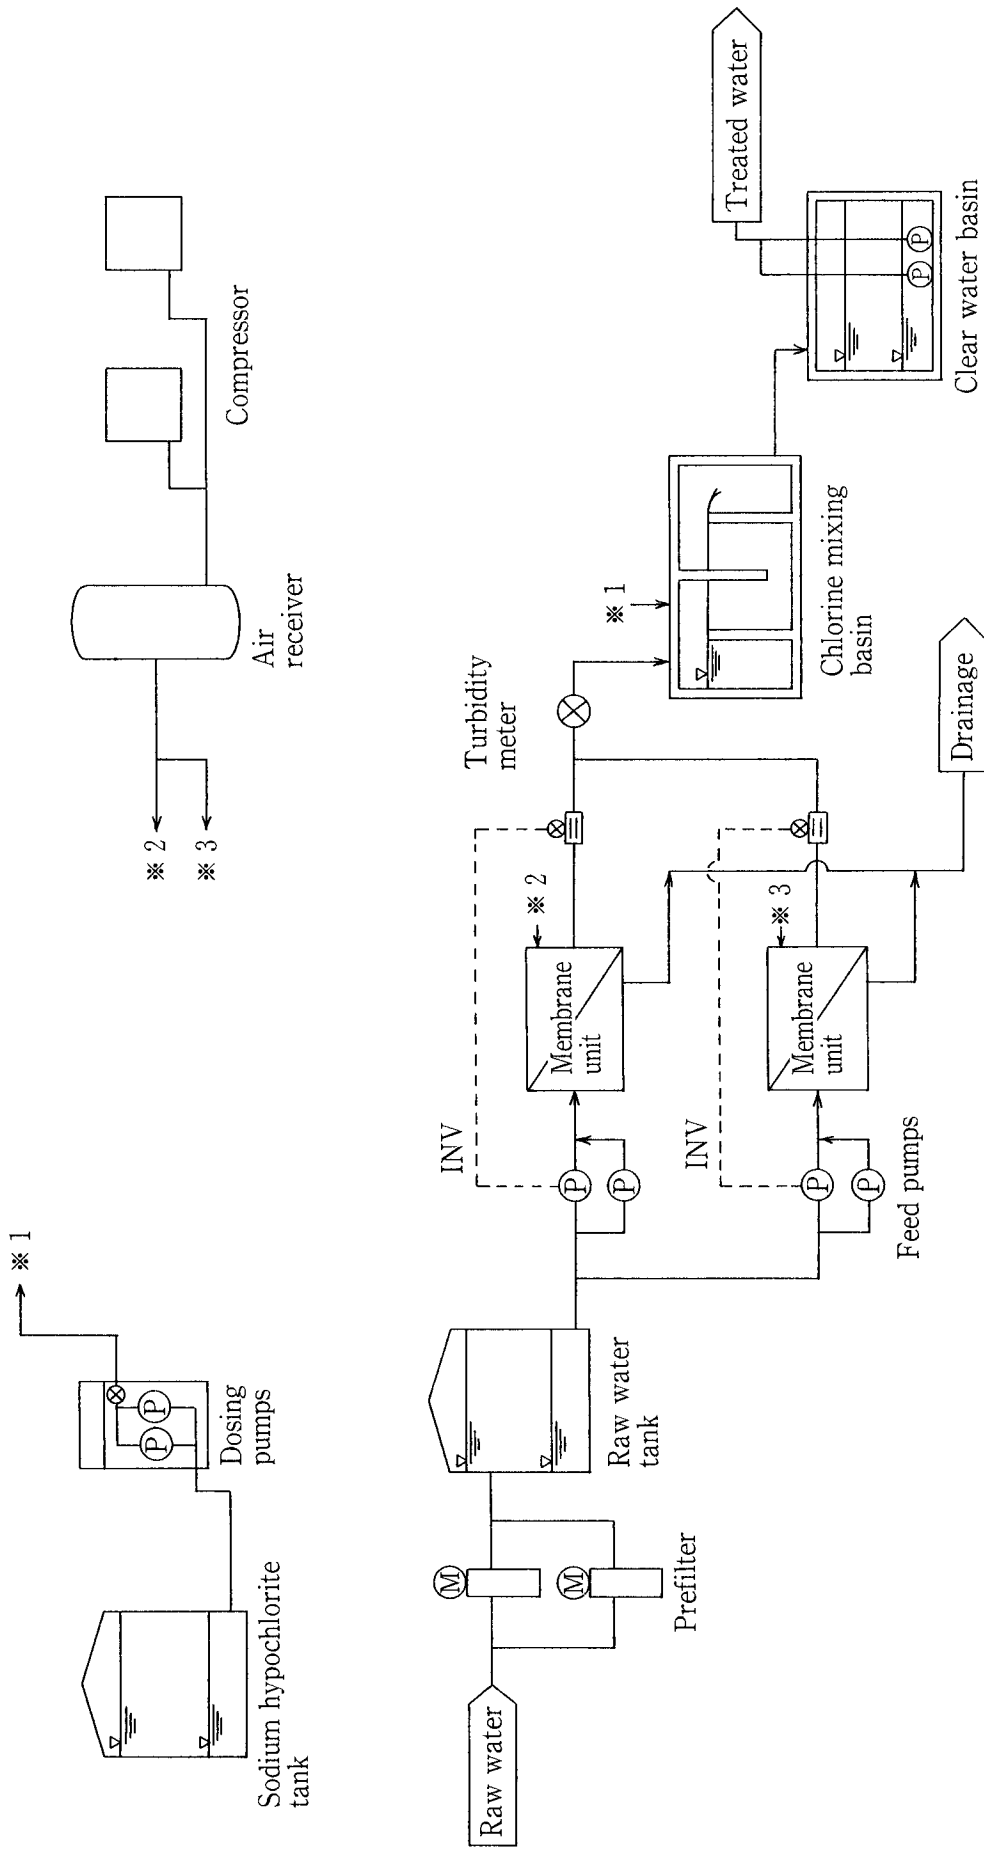 ※ 1
Sodium hypochlorite
tank
P
P
Dosing
pumps
※ 2
※ 3
Air
receiver
Compressor
Raw water
M
M
Prefilter
Raw water
tank
INV
P
P
INV
P
P
Feed pumps
Membrane
unit
※ 2
Membrane
unit
※ 3
Turbidity
meter
Drainage
※ 1
Chlorine mixing
basin
P
P
Clear water basin
Treated water